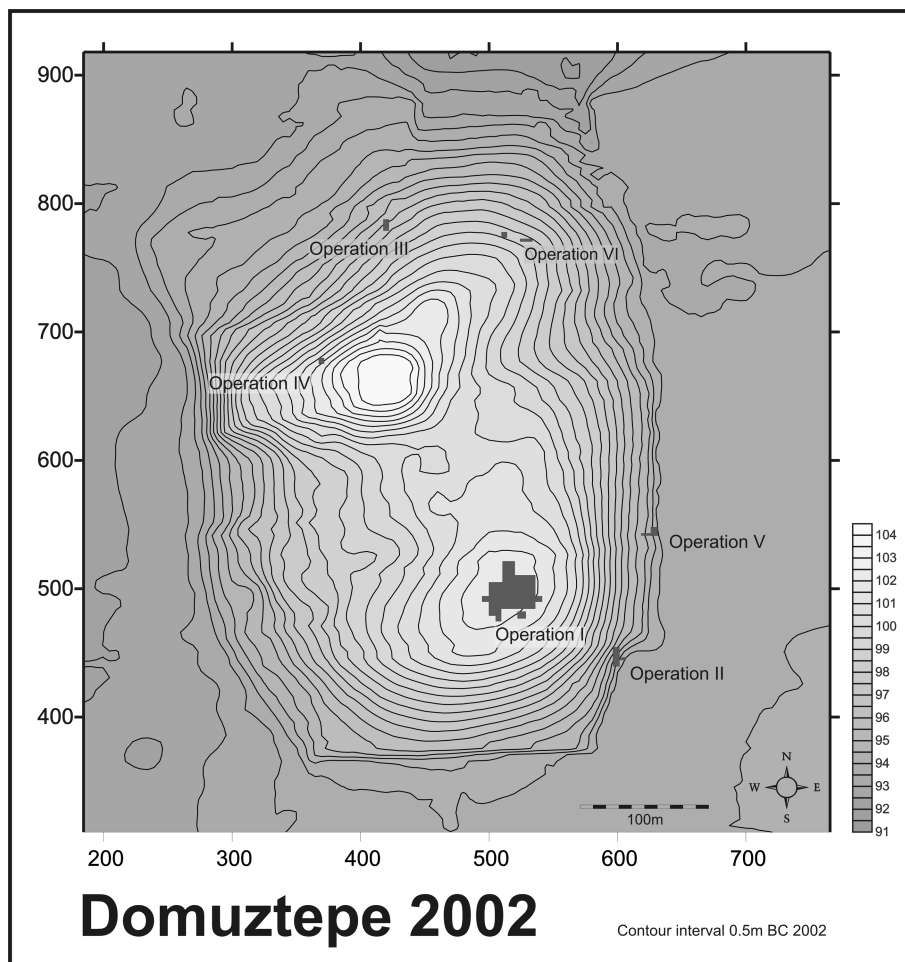 900
800
700
600
500
400
200 300 400 500 600 700
Operation III
Operation VI
Operation IV
Operation V
Operation I
Operation II
104
103
102
101
100
99
98
97
96
95
94
93
92
91
N
W E
S
100m
Domuztepe 2002
Contour interval 0.5m BC 2002